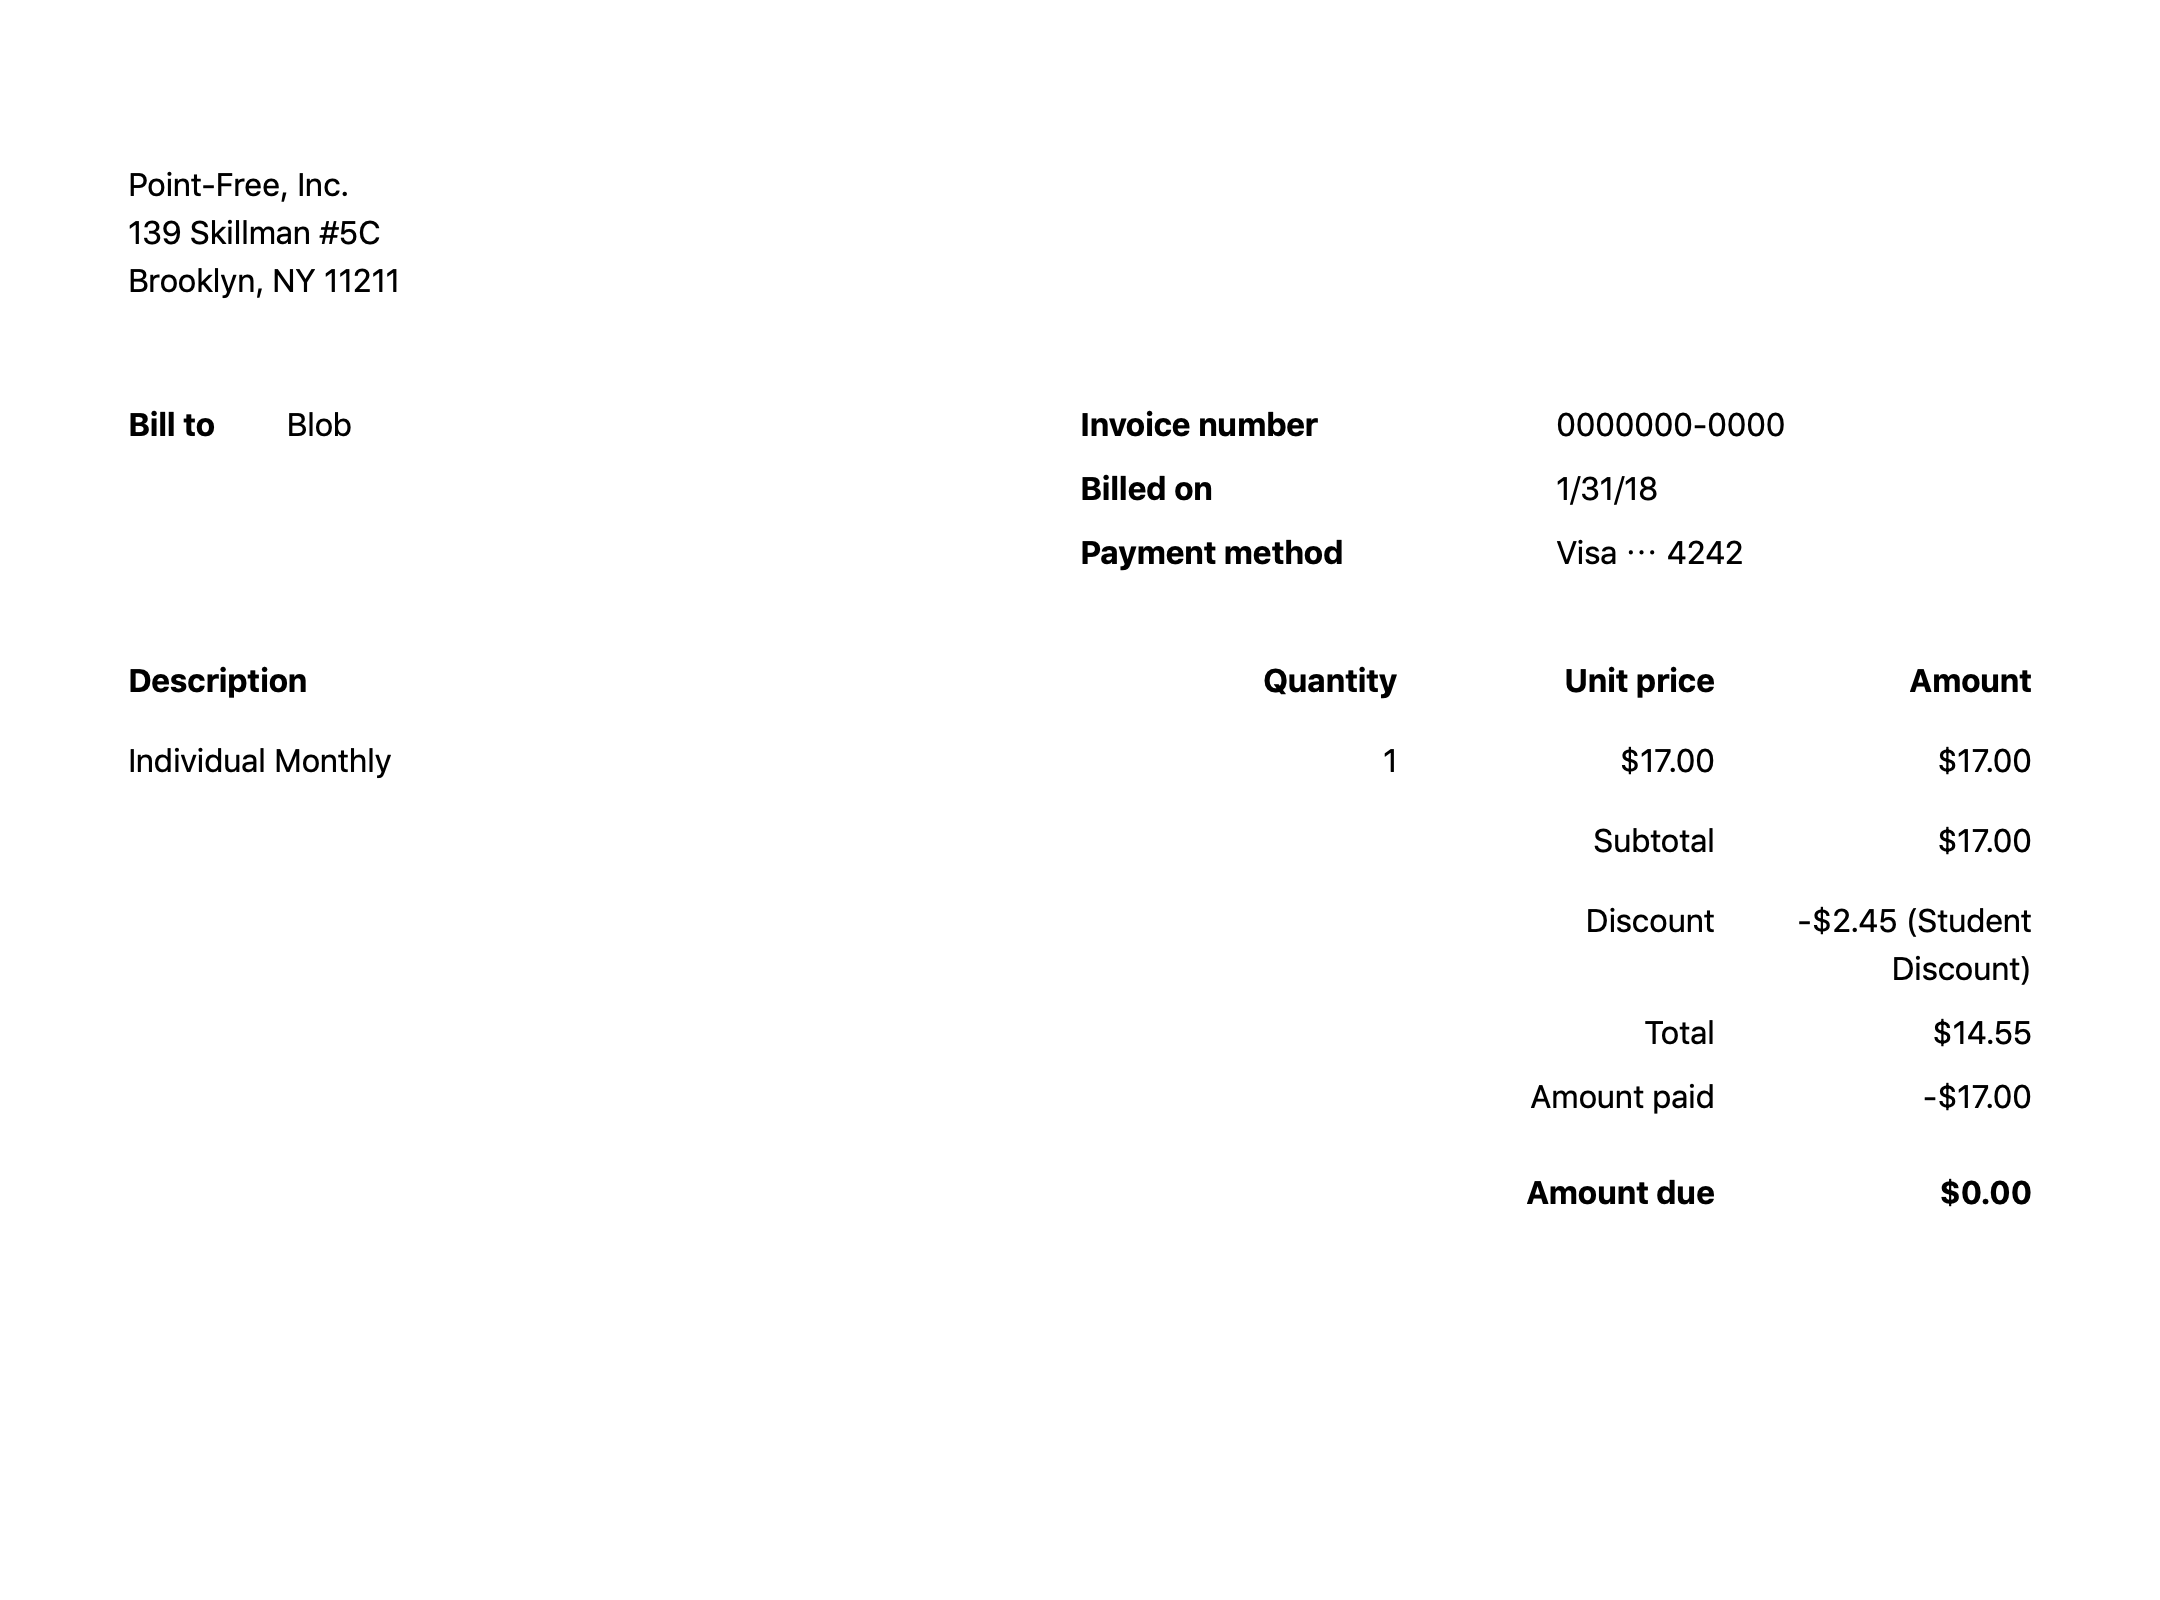 Point-Free, Inc.
139 Skillman #5C
Brooklyn, NY 11211
Bill to Blob
Invoice number 0000000-0000
Billed on 1/31/18
Payment method Visa ··· 4242
Description Quantity Unit price Amount
Individual Monthly 1 $17.00 $17.00
Subtotal $17.00
Discount -$2.45 (Student
Discount)
Total $14.55
Amount paid -$17.00
Amount due $0.00